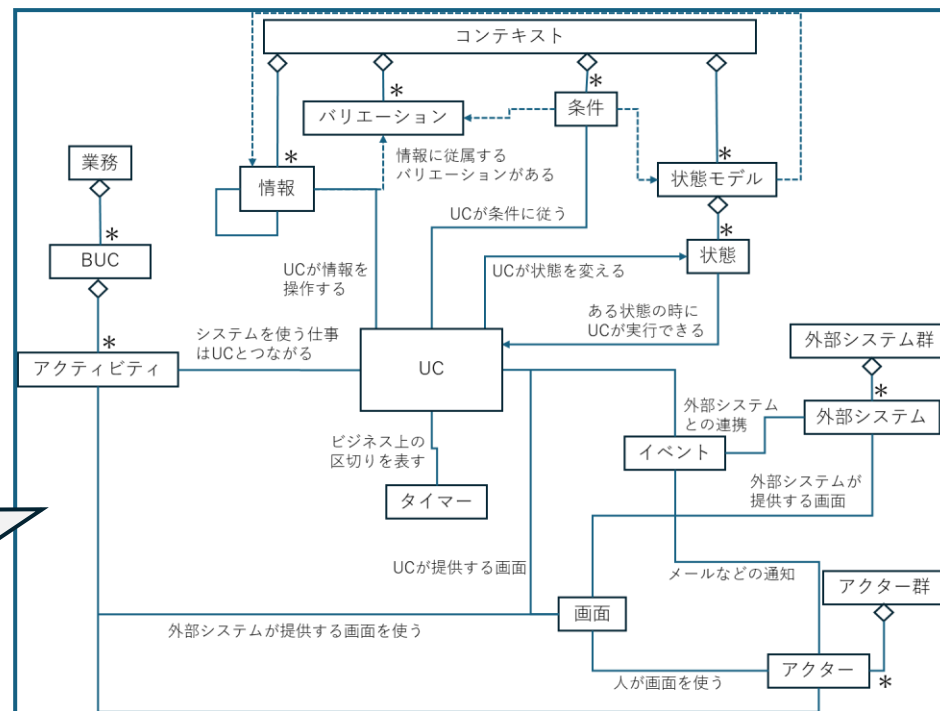 コンテキスト
*
*
バリエーション
条件
業務
*
情報
情報に従属する
バリエーションがある
*
状態モデル
UCが条件に従う
*
BUC
*
状態
UCが情報を
操作する
UCが状態を変える
ある状態の時に
UCが実行できる
システムを使う仕事
はUCとつながる
*
アクティビティ
UC
外部システム群
*
外部システム
外部システム
との連携
イベント
ビジネス上の
区切りを表す
タイマー
外部システムが
提供する画面
UCが提供する画面
メールなどの通知
アクター群
画面
外部システムが提供する画面を使う
アクター
*
人が画面を使う